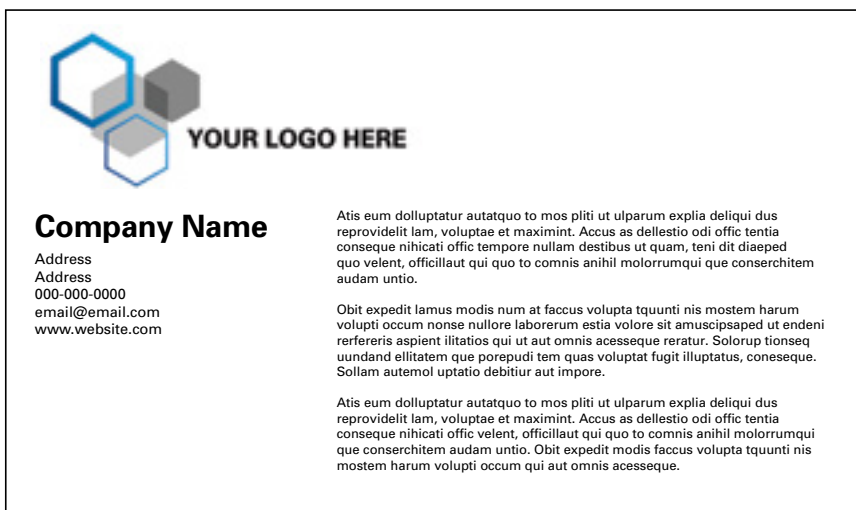 YOUR LOGO HERE
Company Name
Address
Address
000-000-0000
email@email.com
www.website.com
Atis eum dolluptatur autatquo to mos pliti ut ulparum explia deliqui dus
reprovidelit lam, voluptae et maximint. Accus as dellestio odi offic tentia
conseque nihicati offic tempore nullam destibus ut quam, teni dit diaeped
quo velent, officillaut qui quo to comnis anihil molorrumqui que conserchitem
audam untio.
Obit expedit lamus modis num at faccus volupta tquunti nis mostem harum
volupti occum nonse nullore laborerum estia volore sit amuscipsaped ut endeni
rerfereris aspient ilitatios qui ut aut omnis acesseque reratur. Solorup tionseq
uundand ellitatem que porepudi tem quas voluptat fugit illuptatus, coneseque.
Sollam autemol uptatio debitiur aut impore.
Atis eum dolluptatur autatquo to mos pliti ut ulparum explia deliqui dus
reprovidelit lam, voluptae et maximint. Accus as dellestio odi offic tentia
conseque nihicati offic velent, officillaut qui quo to comnis anihil molorrumqui
que conserchitem audam untio. Obit expedit modis faccus volupta tquunti nis
mostem harum volupti occum qui aut omnis acesseque.